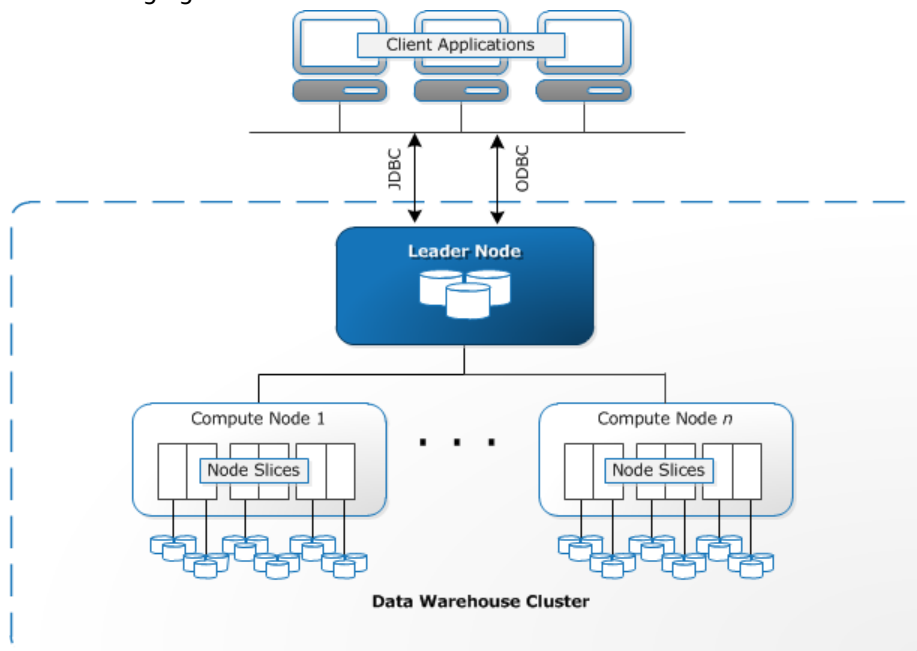 Client Applications
JDBC
ODBC
Leader Node
Compute Node 1
Node Slices
. . .
Compute Node n
Node Slices
Data Warehouse Cluster